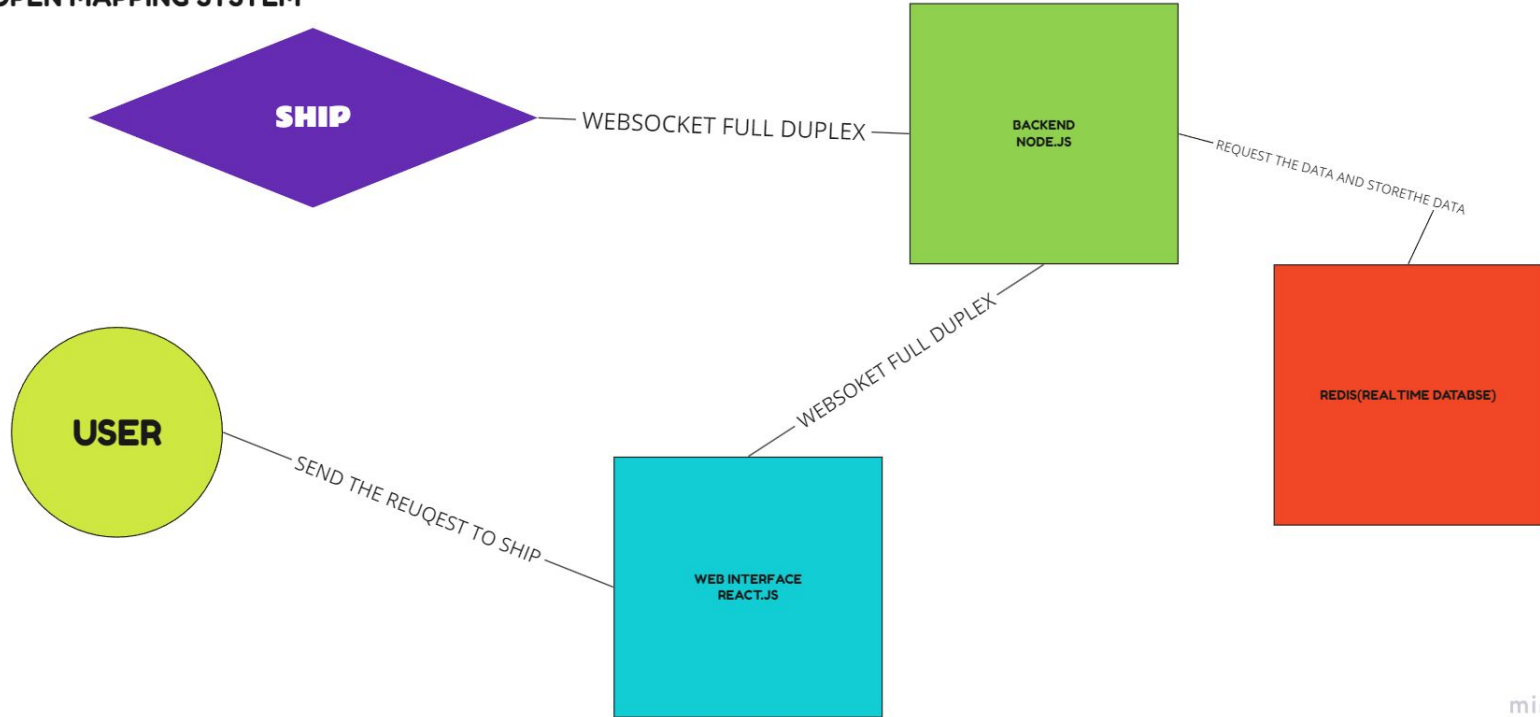 OPEN MAPPING SYSTEM
SHIP
WEBSOCKET FULL DUPLEX
BACKEND
NODE.JS
REQUEST THE DATA AND STORETHE DATA
WEBSOKET FULL DUPLEX
REDIS(REALTIME DATABSE)
USER
SEND THE REUQEST TO SHIP
WEB INTERFACE
REACT.JS
mi